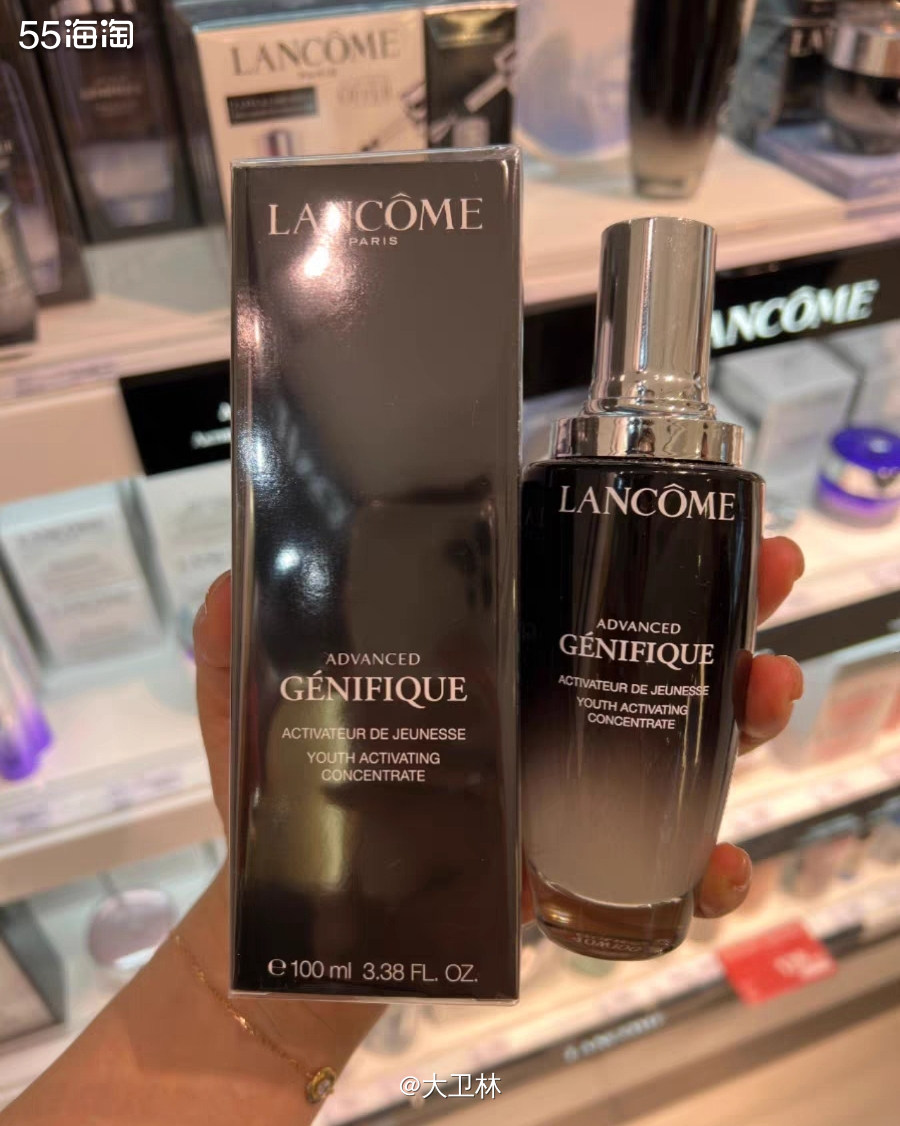 55海淘
LANCÔME
LANCÔME
PARIS
LANCÔME
ADVANCED
GÉNIFIQUE
ACTIVATEUR DE JEUNESSE
YOUTH ACTIVATING
CONCENTRATE
℮ 100 ml 3.38 FL. OZ.
LANCÔME
ADVANCED
GÉNIFIQUE
ACTIVATEUR DE JEUNESSE
YOUTH ACTIVATING
CONCENTRATE
@大卫林